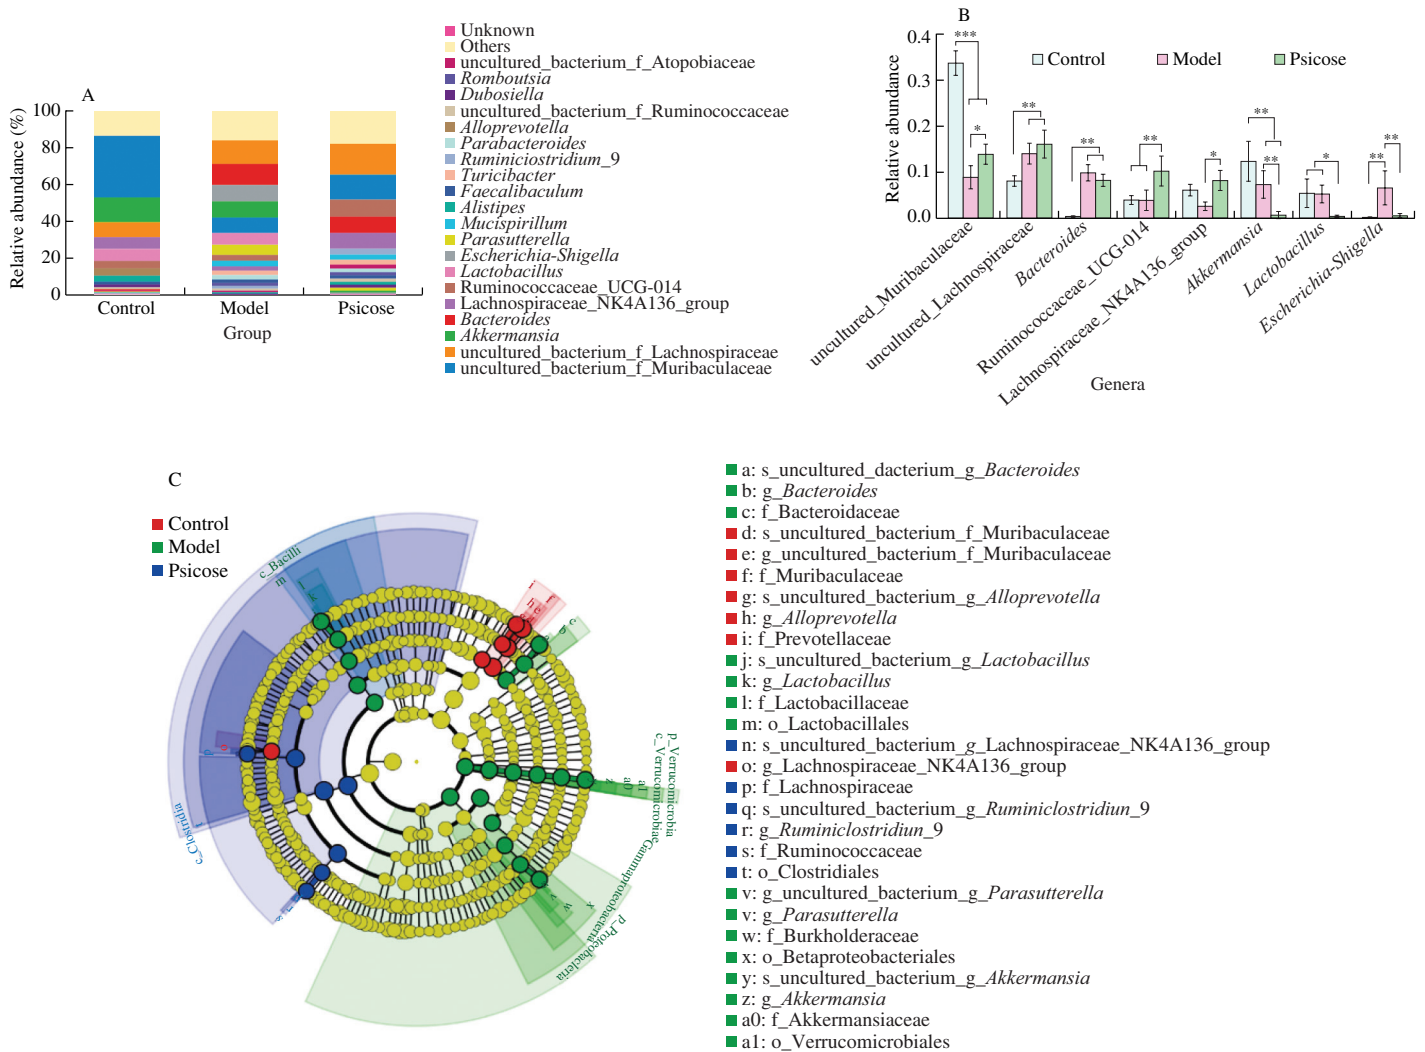 A
Relative abundance (%)
100
80
60
40
20
0
Control
Model
Psicose
Group
Unknown
Others
uncultured_bacterium_f_Atopobiaceae
Romboutsia
Dubosiella
uncultured_bacterium_f_Ruminococcaceae
Alloprevotella
Parabacteroides
Ruminiciostridium_9
Turicibacter
Faecalibaculum
Alistipes
Mucispirillum
Parasutterella
Escherichia-Shigella
Lactobacillus
Ruminococcaceae_UCG-014
Lachnospiraceae_NK4A136_group
Bacteroides
Akkermansia
uncultured_bacterium_f_Lachnospiraceae
uncultured_bacterium_f_Muribaculaceae
B
Relative abundance
0.4
0.3
0.2
0.1
0.0
Control
Model
Psicose
***
*
**
**
**
*
**
**
*
**
**
uncultured_Muribaculaceae
uncultured_Lachnospiraceae
Bacteroides
Ruminococcaceae_UCG-014
Lachnospiraceae_NK4A136_group
Akkermansia
Lactobacillus
Escherichia-Shigella
Genera
C
Control
Model
Psicose
c_Bacilli
m
l
k
i
h
f
e
c
c_Clostridia
t
p_Verrucomicrobia
c_Verrucomicrobiae
a1
a0
z
Gammaproteobacteria
p_Proteobacteria
x
w
v
a: s_uncultured_dacterium_g_Bacteroides
b: g_Bacteroides
c: f_Bacteroidaceae
d: s_uncultured_bacterium_f_Muribaculaceae
e: g_uncultured_bacterium_f_Muribaculaceae
f: f_Muribaculaceae
g: s_uncultured_bacterium_g_Alloprevotella
h: g_Alloprevotella
i: f_Prevotellaceae
j: s_uncultured_bacterium_g_Lactobacillus
k: g_Lactobacillus
l: f_Lactobacillaceae
m: o_Lactobacillales
n: s_uncultured_bacterium_g_Lachnospiraceae_NK4A136_group
o: g_Lachnospiraceae_NK4A136_group
p: f_Lachnospiraceae
q: s_uncultured_bacterium_g_Ruminiclostridiun_9
r: g_Ruminiclostridiun_9
s: f_Ruminococcaceae
t: o_Clostridiales
v: g_uncultured_bacterium_g_Parasutterella
v: g_Parasutterella
w: f_Burkholderaceae
x: o_Betaproteobacteriales
y: s_uncultured_bacterium_g_Akkermansia
z: g_Akkermansia
a0: f_Akkermansiaceae
a1: o_Verrucomicrobiales